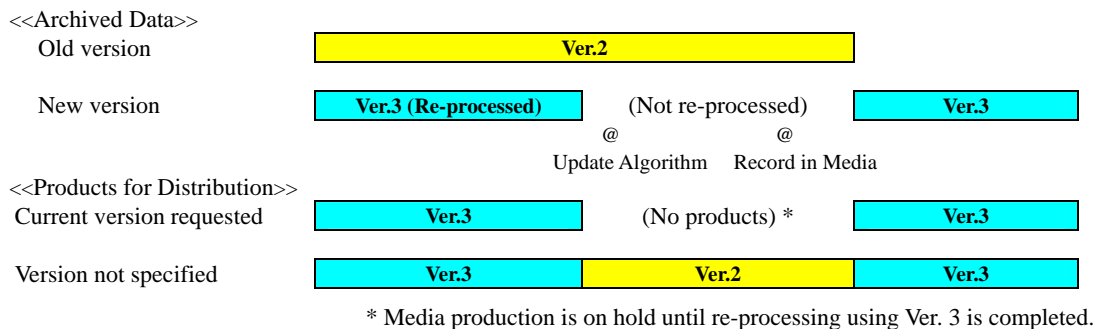 <<Archived Data>>
Old version Ver.2
New version Ver.3 (Re-processed) (Not re-processed) Ver.3
@ @
Update Algorithm Record in Media
<<Products for Distribution>>
Current version requested Ver.3 (No products) * Ver.3
Version not specified Ver.3 Ver.2 Ver.3
* Media production is on hold until re-processing using Ver. 3 is completed.